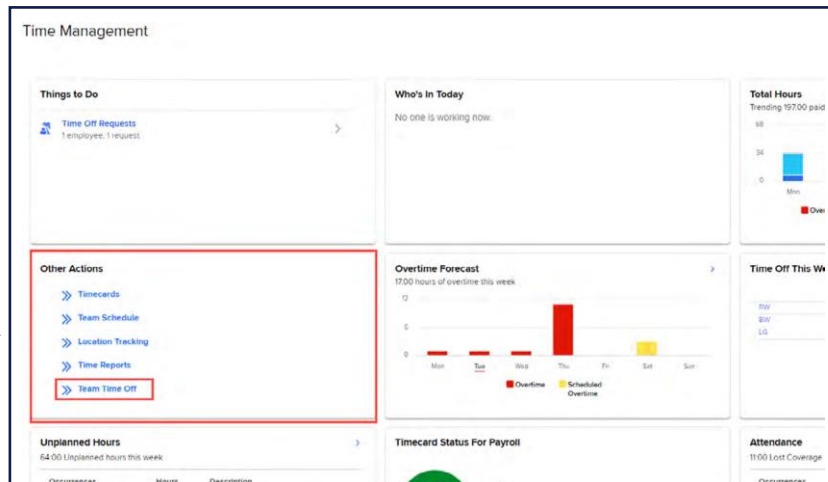 Time Management
Things to Do
Time Off Requests
1 employee, 1 request
Who's In Today
No one is working now.
Total Hours
Trending 197.00 paid
68
34
0
Mon
Over
Other Actions
Timecards
Team Schedule
Location Tracking
Time Reports
Team Time Off
Overtime Forecast
17.00 hours of overtime this week
12
6
0
Mon Tue Wed Thu Fri Sat Sun
Overtime Scheduled
Overtime
Time Off This We
RW
BW
LG
Unplanned Hours
64.00 Unplanned hours this week
Occurrences Hours Description
Timecard Status For Payroll
Attendance
11.00 Lost Coverage
Occurrences